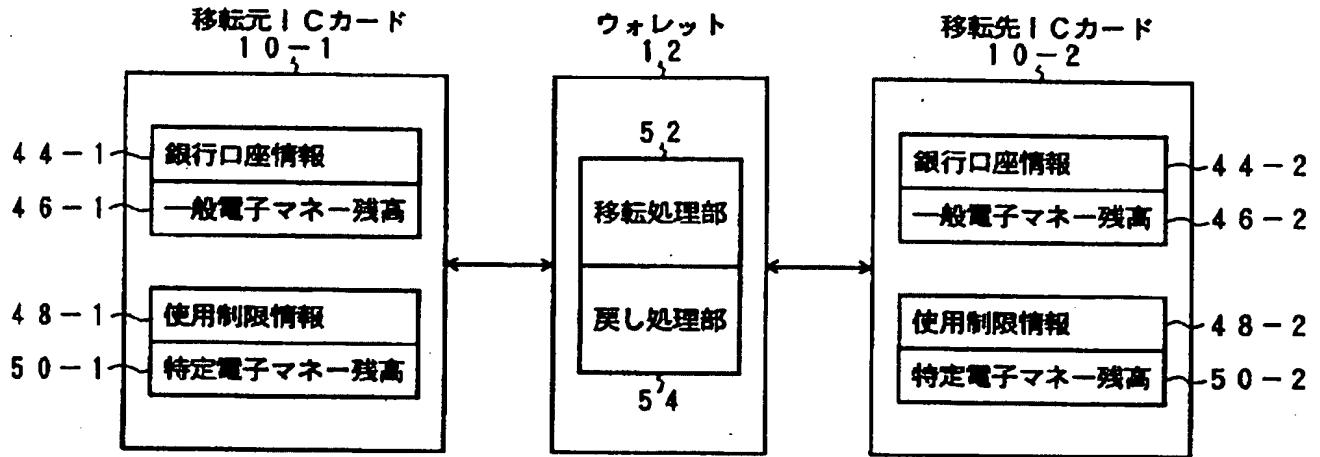 移転元ICカード
10-1
44-1
銀行口座情報
46-1
一般電子マネー残高
48-1
使用制限情報
50-1
特定電子マネー残高
ウォレット
12
52
移転処理部
戻し処理部
54
移転先ICカード
10-2
銀行口座情報
44-2
一般電子マネー残高
46-2
使用制限情報
48-2
特定電子マネー残高
50-2